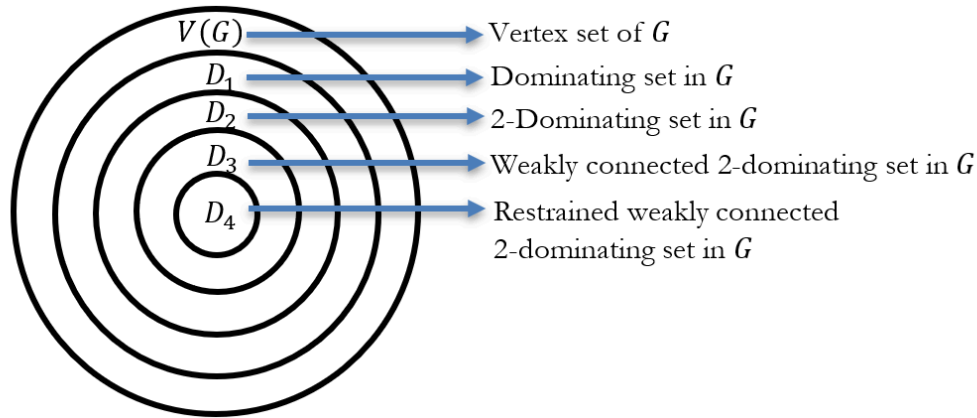 V(G) Vertex set of G
D₁ Dominating set in G
D₂ 2-Dominating set in G
D₃ Weakly connected 2-dominating set in G
D₄ Restrained weakly connected
2-dominating set in G